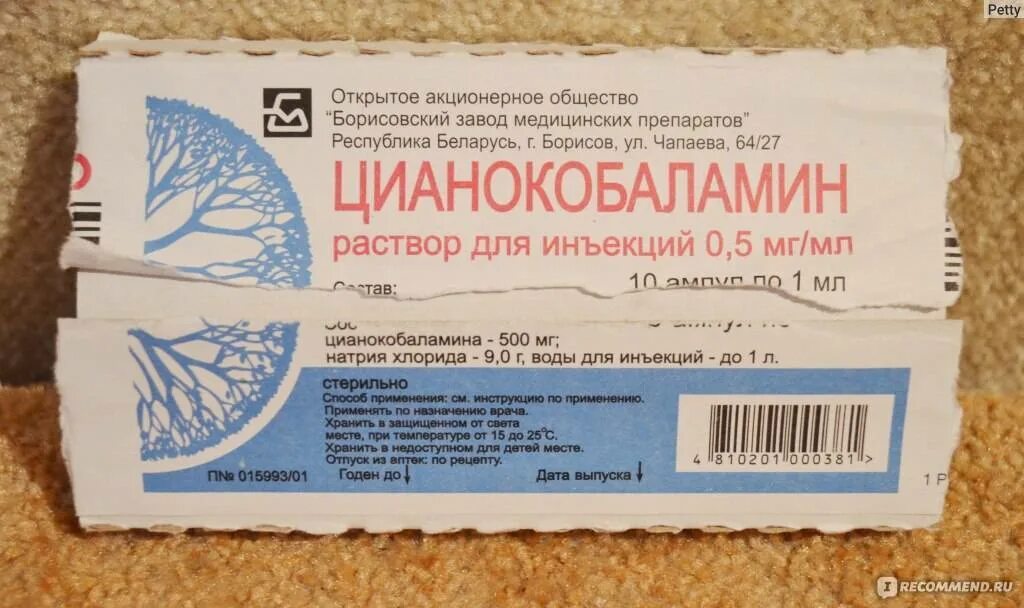 Petty
Открытое акционерное общество
"Борисовский завод медицинских препаратов"
Республика Беларусь, г. Борисов, ул. Чапаева, 64/27
ЦИАНОКОБАЛАМИН
раствор для инъекций 0,5 мг/мл
Состав:
10 ампул по 1 мл
цианокобаламина - 500 мг;
натрия хлорида - 9,0 г, воды для инъекций - до 1 л.
стерильно
Способ применения: см. инструкцию по применению.
Применять по назначению врача.
Хранить в защищенном от света
месте, при температуре от 15 до 25°С.
Хранить в недоступном для детей месте.
Отпуск из аптек: по рецепту.
П№ 015993/01
Годен до
Дата выпуска
4 810201 000381 >
IRECOMMEND.RU